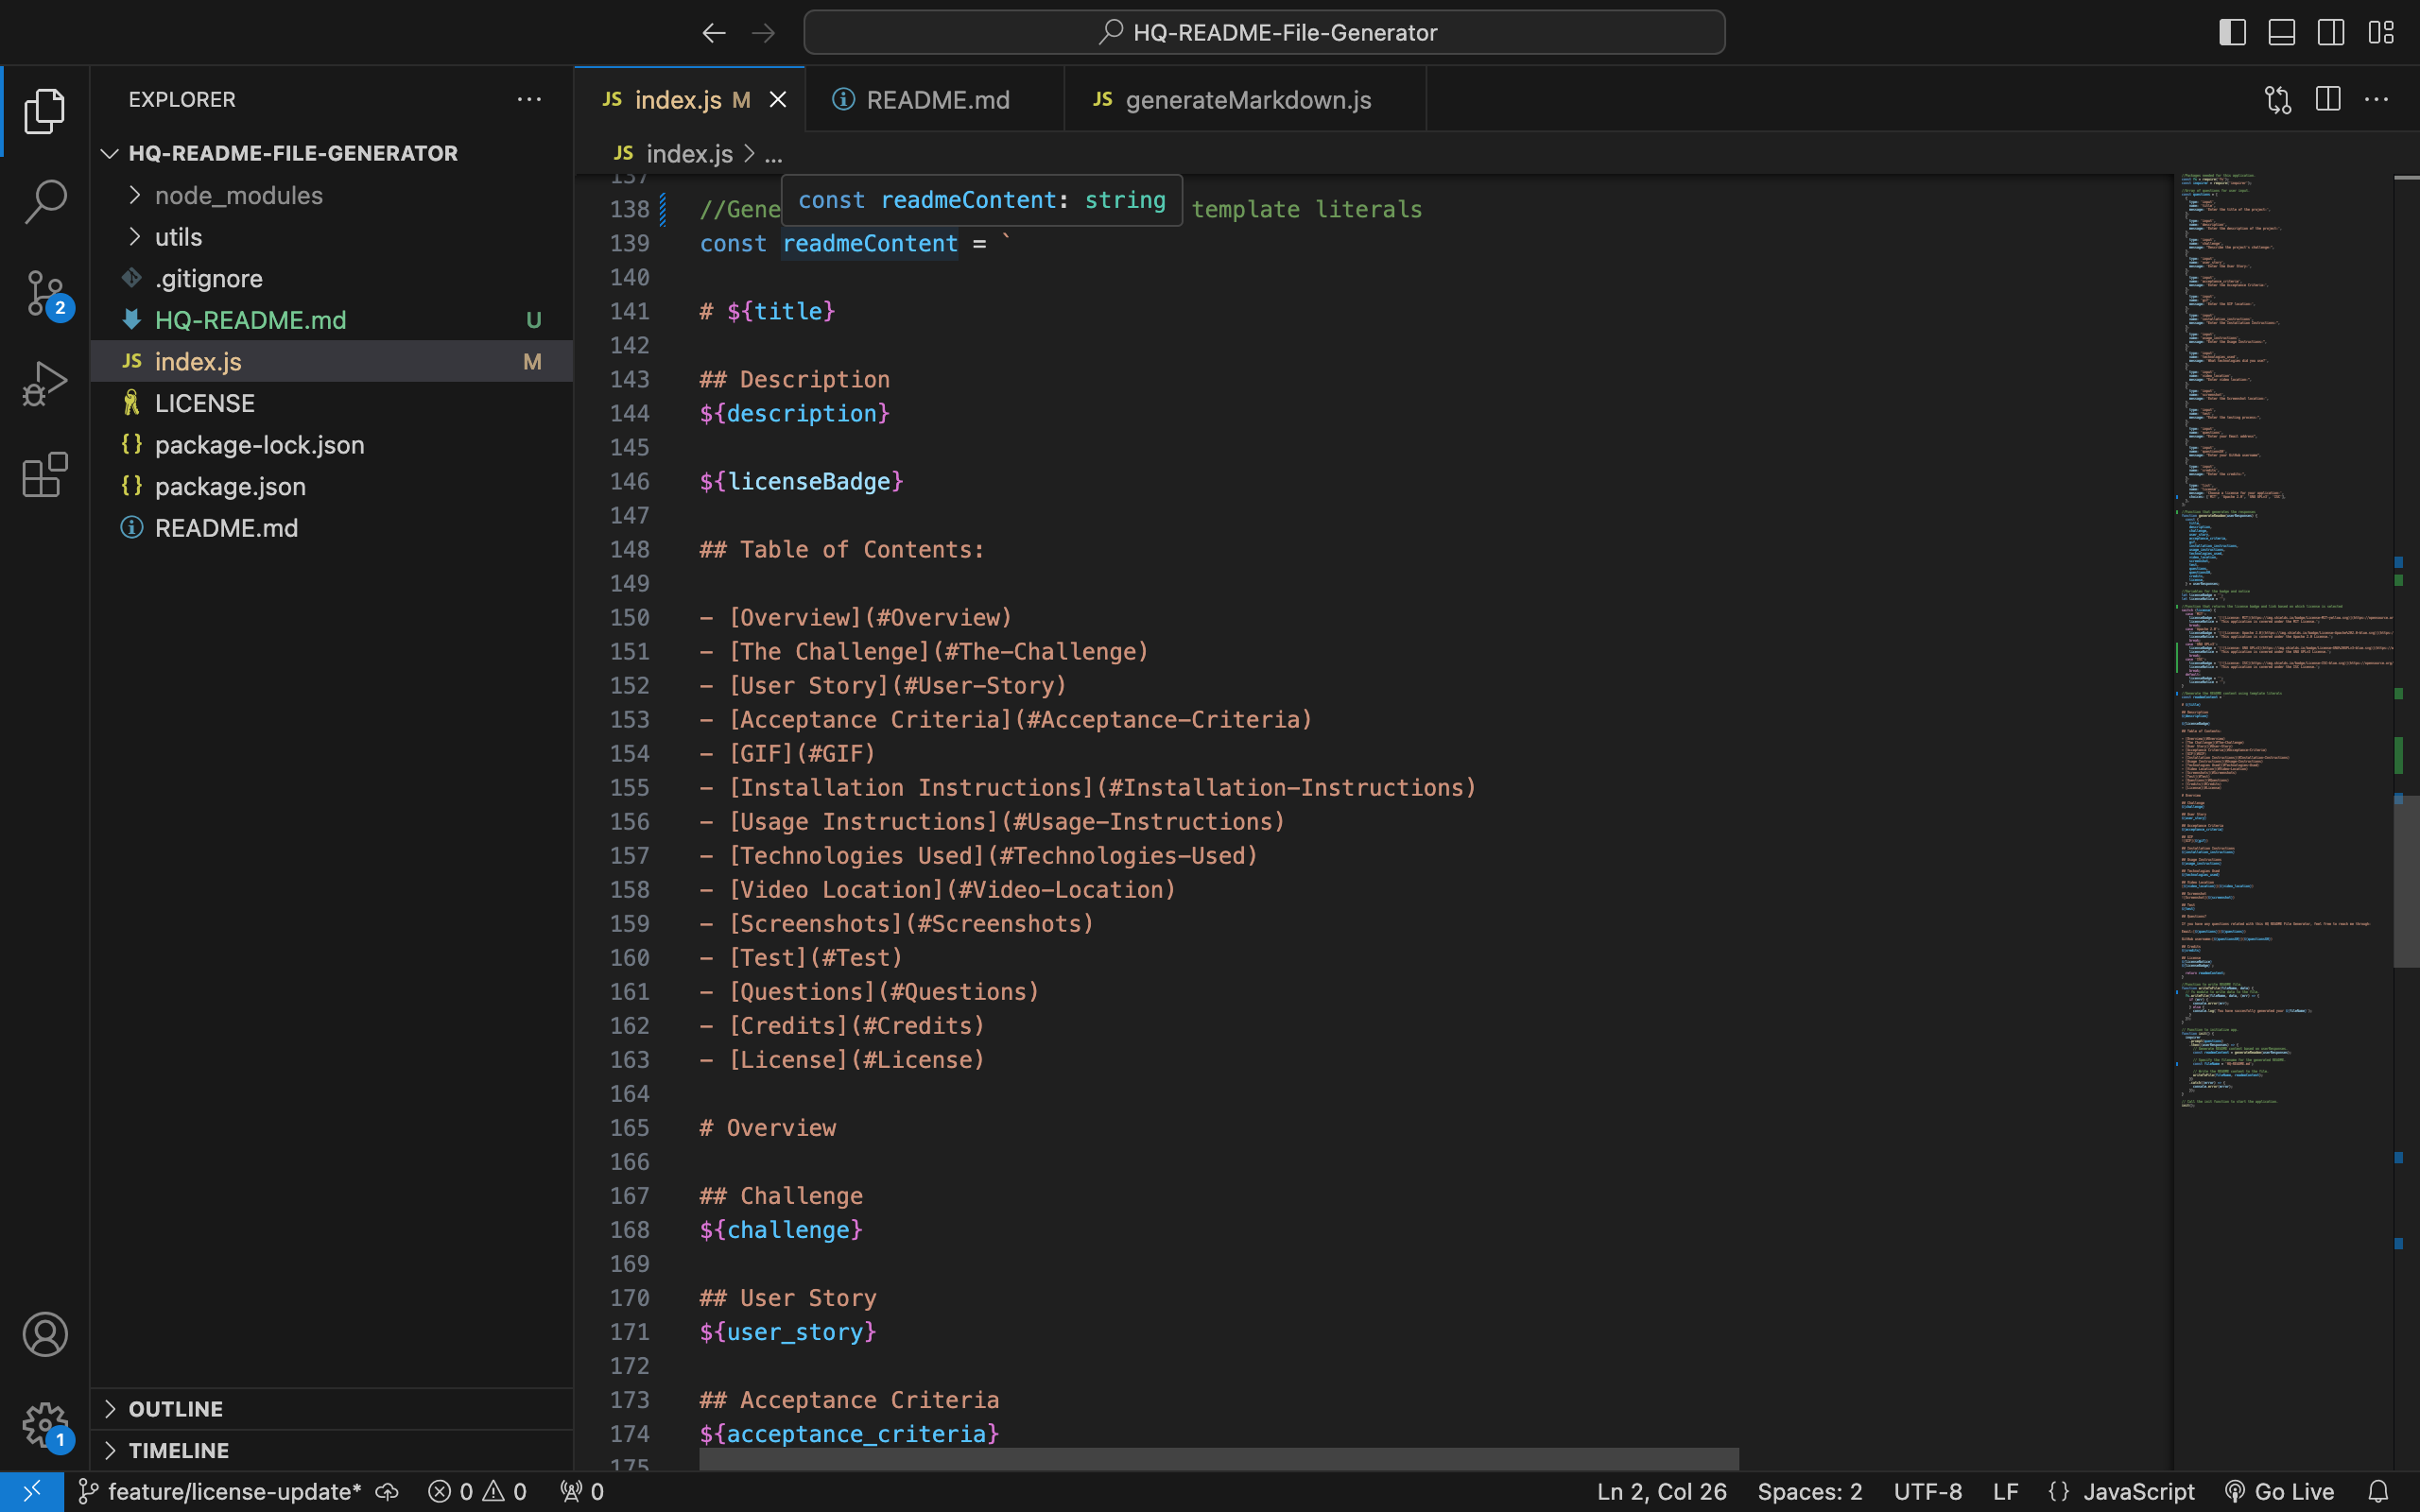 HQ-README-File-Generator
EXPLORER
HQ-README-FILE-GENERATOR
node_modules
utils
.gitignore
HQ-README.md U
JS index.js M
LICENSE
{} package-lock.json
{} package.json
README.md
OUTLINE
TIMELINE
2
1
JS index.js M
README.md
JS generateMarkdown.js
JS index.js > ...
137
const readmeContent: string
138 //Gene template literals
139 const readmeContent = `
140
141 # ${title}
142
143 ## Description
144 ${description}
145
146 ${licenseBadge}
147
148 ## Table of Contents:
149
150 - [Overview](#Overview)
151 - [The Challenge](#The-Challenge)
152 - [User Story](#User-Story)
153 - [Acceptance Criteria](#Acceptance-Criteria)
154 - [GIF](#GIF)
155 - [Installation Instructions](#Installation-Instructions)
156 - [Usage Instructions](#Usage-Instructions)
157 - [Technologies Used](#Technologies-Used)
158 - [Video Location](#Video-Location)
159 - [Screenshots](#Screenshots)
160 - [Test](#Test)
161 - [Questions](#Questions)
162 - [Credits](#Credits)
163 - [License](#License)
164
165 # Overview
166
167 ## Challenge
168 ${challenge}
169
170 ## User Story
171 ${user_story}
172
173 ## Acceptance Criteria
174 ${acceptance_criteria}
175
feature/license-update* 0 0 0 Ln 2, Col 26 Spaces: 2 UTF-8 LF {} JavaScript Go Live